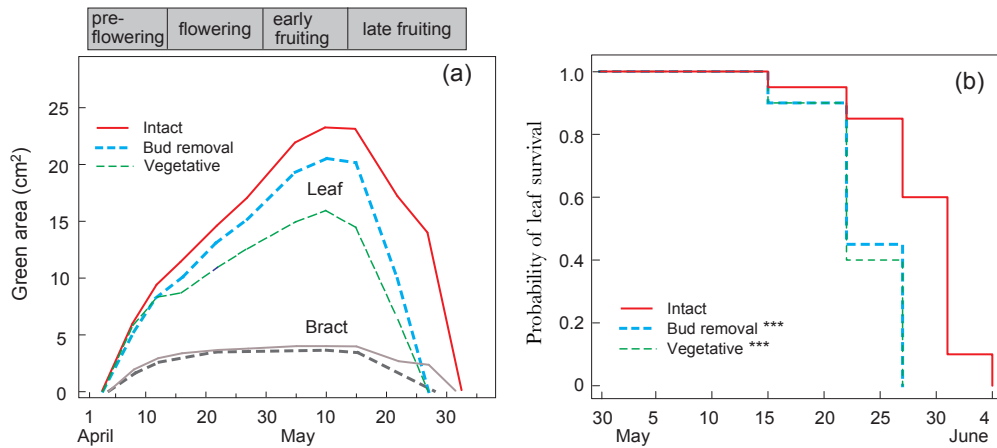 pre-
flowering
flowering
early
fruiting
late fruiting
(a)
25
20
15
10
5
0
Green area (cm²)
Intact
Bud removal
Vegetative
Leaf
Bract
1 10 20 30 10 20 30
April May
(b)
1.0
0.8
0.6
0.4
0.2
0
Probability of leaf survival
Intact
Bud removal ***
Vegetative ***
30 5 10 15 20 25 30 4
May June